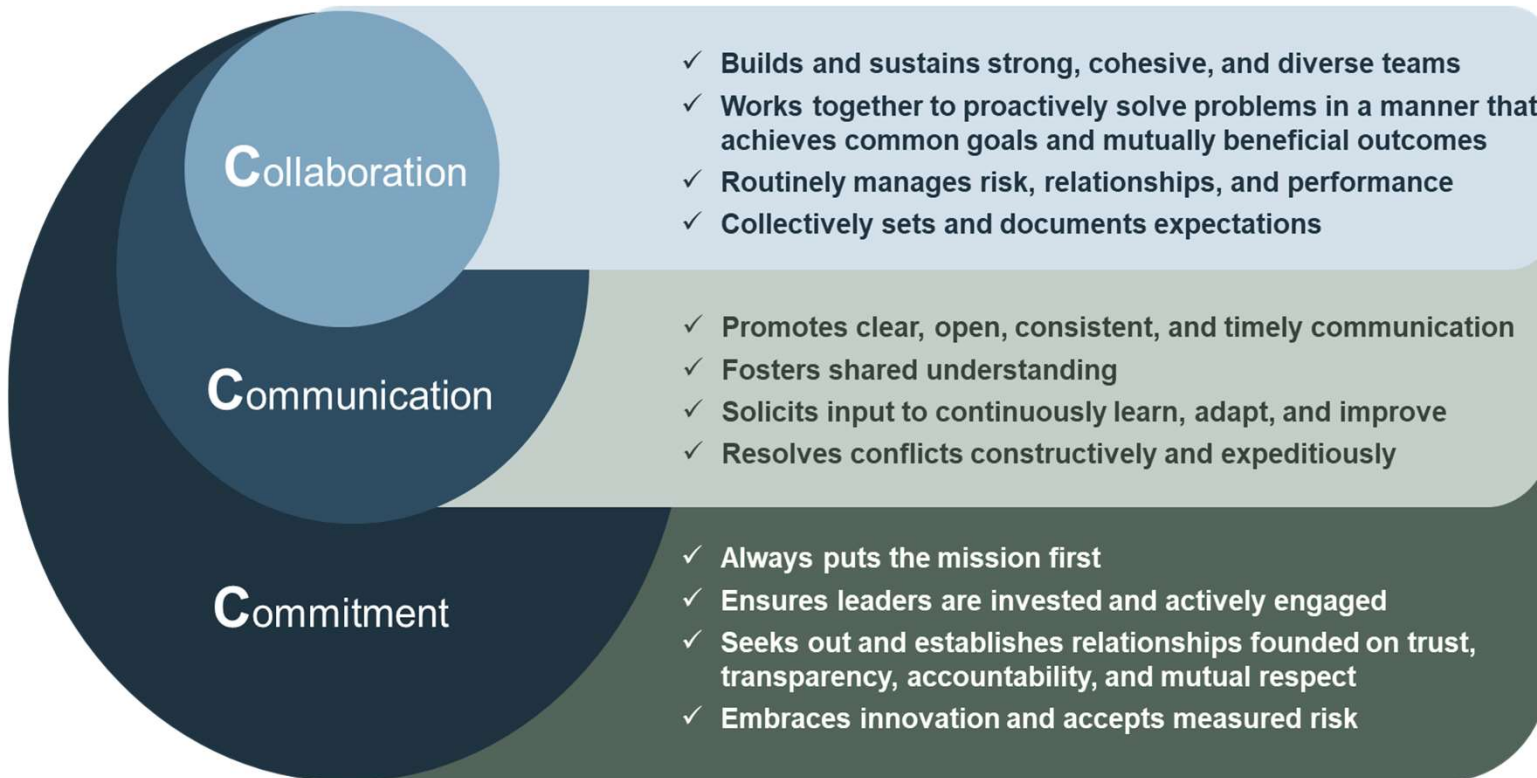 Collaboration
✓ Builds and sustains strong, cohesive, and diverse teams
✓ Works together to proactively solve problems in a manner that
achieves common goals and mutually beneficial outcomes
✓ Routinely manages risk, relationships, and performance
✓ Collectively sets and documents expectations
Communication
✓ Promotes clear, open, consistent, and timely communication
✓ Fosters shared understanding
✓ Solicits input to continuously learn, adapt, and improve
✓ Resolves conflicts constructively and expeditiously
Commitment
✓ Always puts the mission first
✓ Ensures leaders are invested and actively engaged
✓ Seeks out and establishes relationships founded on trust,
transparency, accountability, and mutual respect
✓ Embraces innovation and accepts measured risk